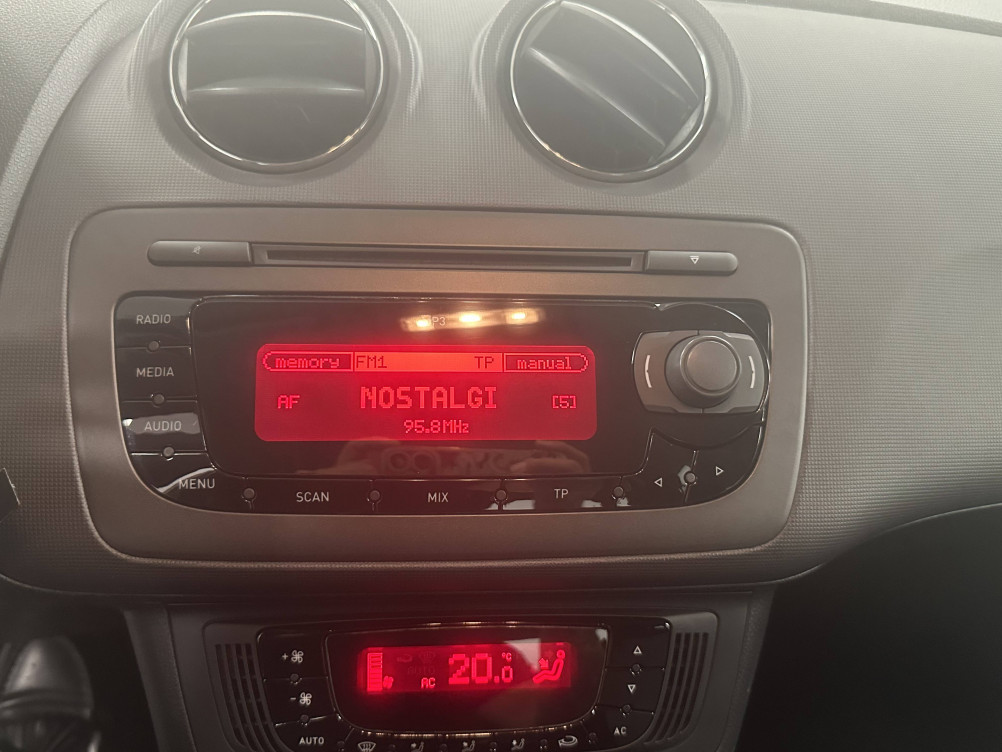 RADIO
MEDIA
AUDIO
MENU
SCAN
MIX
TP
memory FM1 TP manual
AF NOSTALGI [5]
95.8MHz
20.0 °C
AC
AUTO
AC